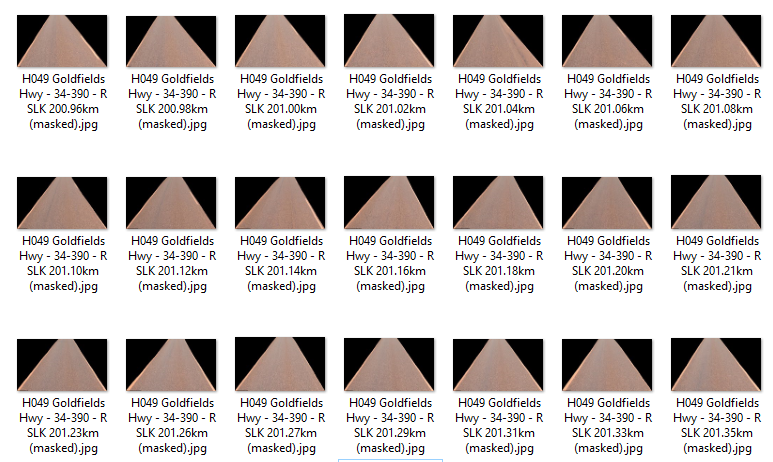 H049 Goldfields
Hwy - 34-390 - R
SLK 200.96km
(masked).jpg
H049 Goldfields
Hwy - 34-390 - R
SLK 200.98km
(masked).jpg
H049 Goldfields
Hwy - 34-390 - R
SLK 201.00km
(masked).jpg
H049 Goldfields
Hwy - 34-390 - R
SLK 201.02km
(masked).jpg
H049 Goldfields
Hwy - 34-390 - R
SLK 201.04km
(masked).jpg
H049 Goldfields
Hwy - 34-390 - R
SLK 201.06km
(masked).jpg
H049 Goldfields
Hwy - 34-390 - R
SLK 201.08km
(masked).jpg
H049 Goldfields
Hwy - 34-390 - R
SLK 201.10km
(masked).jpg
H049 Goldfields
Hwy - 34-390 - R
SLK 201.12km
(masked).jpg
H049 Goldfields
Hwy - 34-390 - R
SLK 201.14km
(masked).jpg
H049 Goldfields
Hwy - 34-390 - R
SLK 201.16km
(masked).jpg
H049 Goldfields
Hwy - 34-390 - R
SLK 201.18km
(masked).jpg
H049 Goldfields
Hwy - 34-390 - R
SLK 201.20km
(masked).jpg
H049 Goldfields
Hwy - 34-390 - R
SLK 201.21km
(masked).jpg
H049 Goldfields
Hwy - 34-390 - R
SLK 201.23km
(masked).jpg
H049 Goldfields
Hwy - 34-390 - R
SLK 201.26km
(masked).jpg
H049 Goldfields
Hwy - 34-390 - R
SLK 201.27km
(masked).jpg
H049 Goldfields
Hwy - 34-390 - R
SLK 201.29km
(masked).jpg
H049 Goldfields
Hwy - 34-390 - R
SLK 201.31km
(masked).jpg
H049 Goldfields
Hwy - 34-390 - R
SLK 201.33km
(masked).jpg
H049 Goldfields
Hwy - 34-390 - R
SLK 201.35km
(masked).jpg